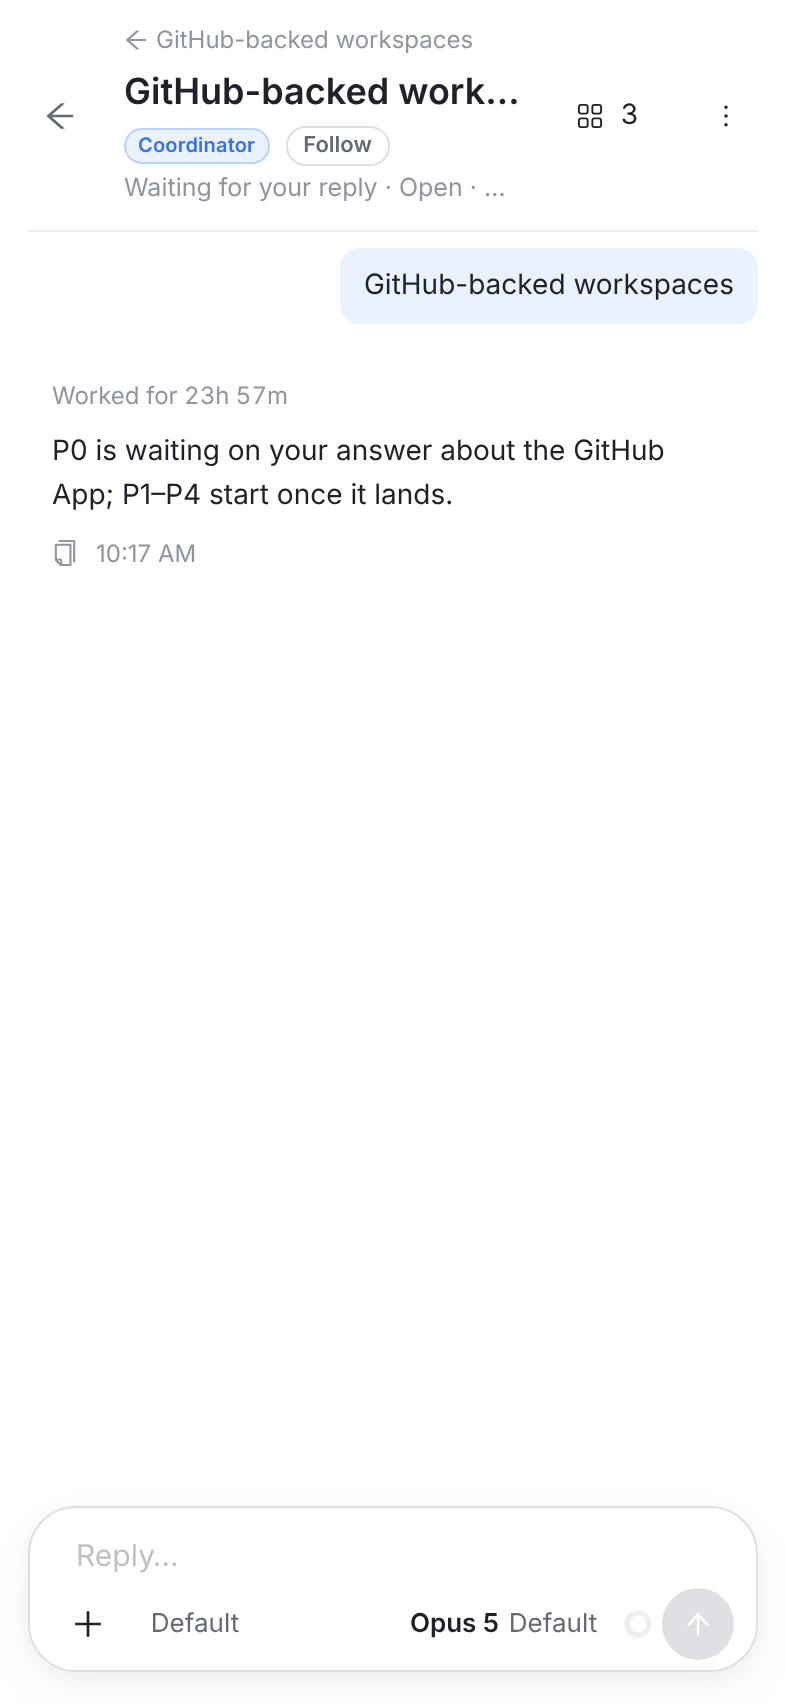 GitHub-backed workspaces
GitHub-backed work...
3
Coordinator
Follow
Waiting for your reply · Open · ...
GitHub-backed workspaces
Worked for 23h 57m
P0 is waiting on your answer about the GitHub
App; P1–P4 start once it lands.
10:17 AM
Reply...
Default
Opus 5 Default